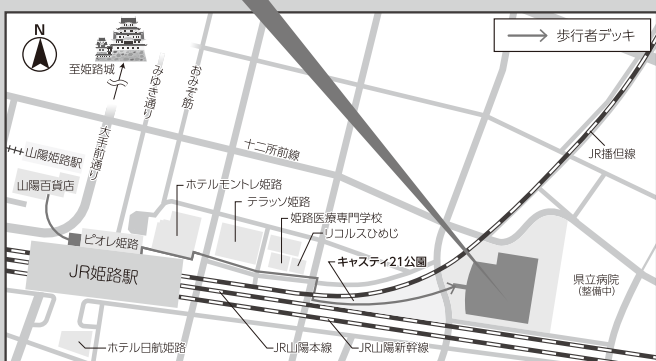 N
歩行者デッキ
至姫路城
みゆき通り
おみぞ筋
大手前通り
十二所前線
山陽姫路駅
山陽百貨店
JR播但線
ホテルモントレ姫路
テラッソ姫路
姫路医療専門学校
リコルスひめじ
ピオレ姫路
キャスティ21公園
JR姫路駅
県立病院
(整備中)
ホテル日航姫路
JR山陽本線
JR山陽新幹線